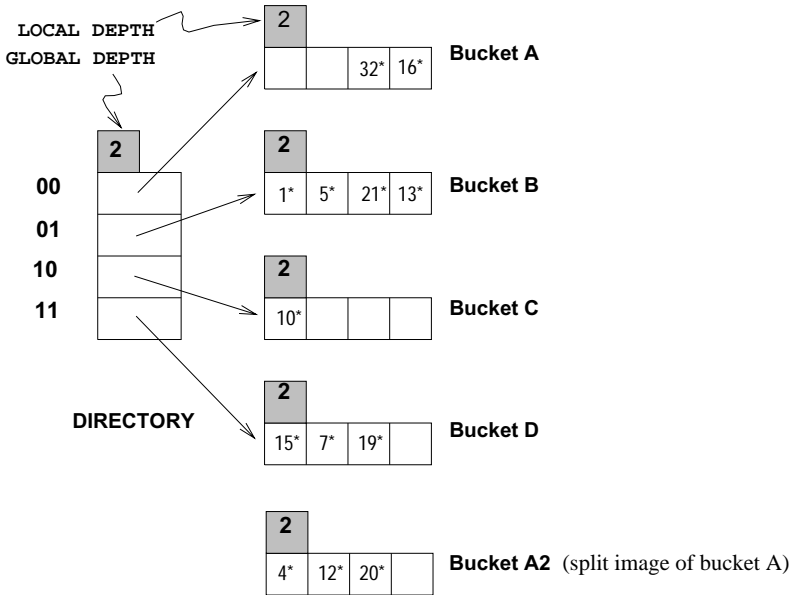 LOCAL DEPTH
GLOBAL DEPTH
2
00
01
10
11
DIRECTORY
2
32* 16*
Bucket A
2
1* 5* 21* 13*
Bucket B
2
10*
Bucket C
2
15* 7* 19*
Bucket D
2
4* 12* 20*
Bucket A2 (split image of bucket A)